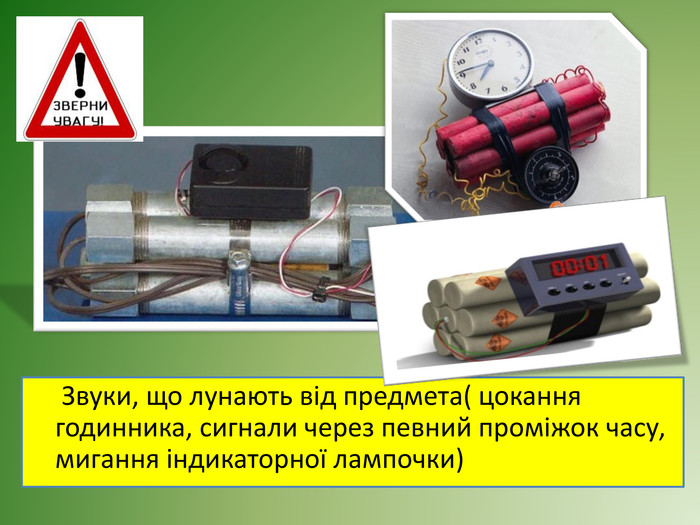 ЗВЕРНИ
УВАГУ!
00:01
Звуки, що лунають від предмета( цокання
годинника, сигнали через певний проміжок часу,
мигання індикаторної лампочки)